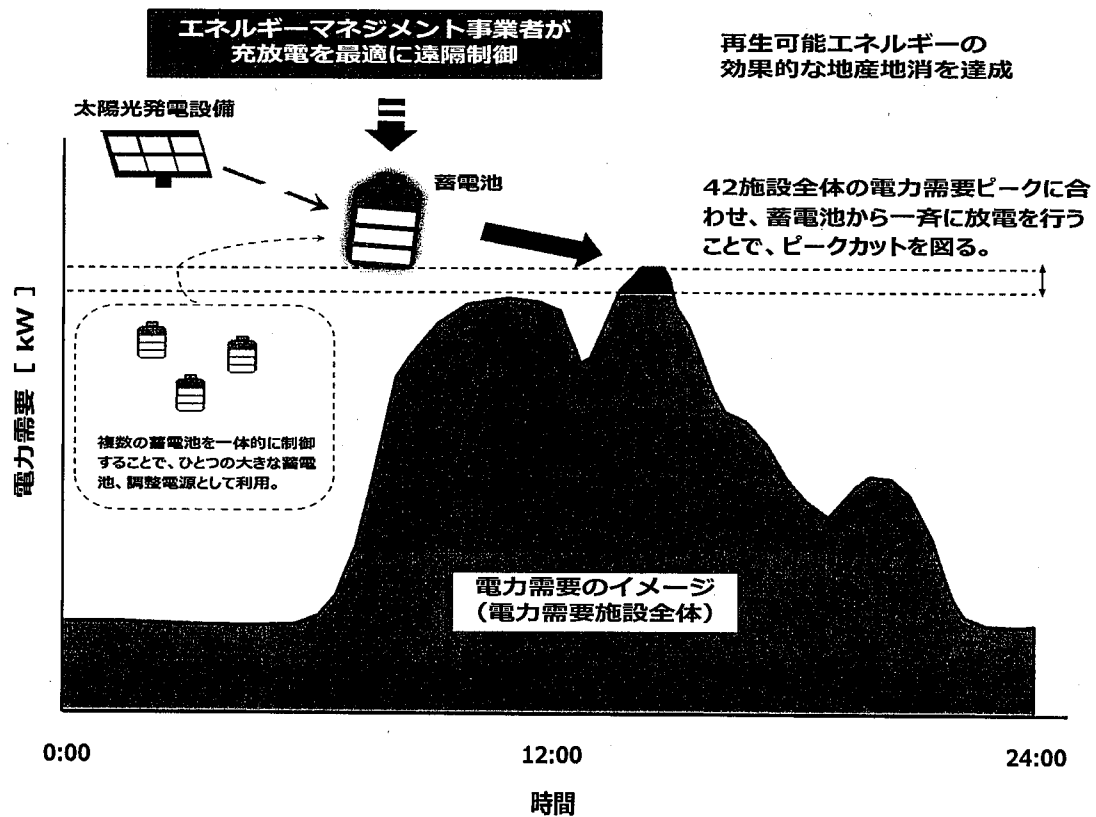 エネルギーマネジメント事業者が
充放電を最適に遠隔制御
再生可能エネルギーの
効果的な地産地消を達成
太陽光発電設備
蓄電池
42施設全体の電力需要ピークに合
わせ、蓄電池から一斉に放電を行う
ことで、ピークカットを図る。
電力需要 [ kW ]
複数の蓄電池を一体的に制御
することで、ひとつの大きな蓄電
池、調整電源として利用。
電力需要のイメージ
（電力需要施設全体）
0:00
12:00
24:00
時間